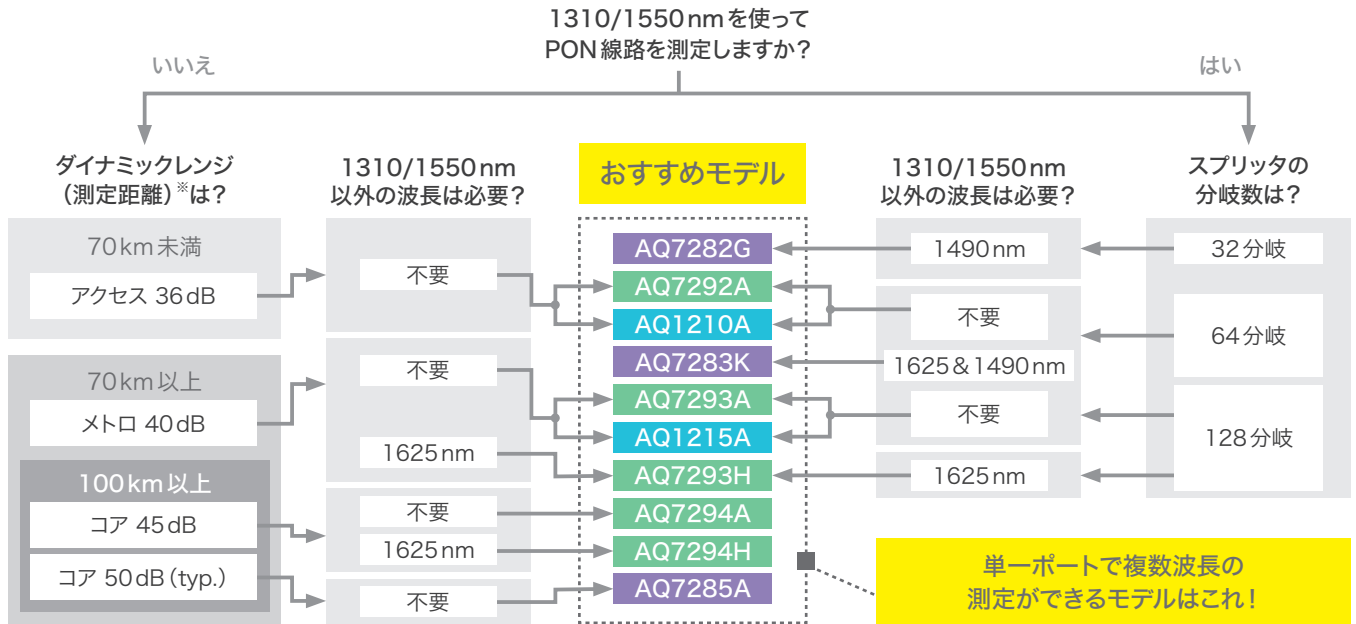 1310/1550nmを使って
PON線路を測定しますか?
いいえ
はい
ダイナミックレンジ
(測定距離)※は?
1310/1550nm
以外の波長は必要?
おすすめモデル
1310/1550nm
以外の波長は必要?
スプリッタの
分岐数は?
70km未満
アクセス 36dB
70km以上
メトロ 40dB
100km以上
コア 45dB
コア 50dB(typ.)
不要
不要
1625nm
不要
1625nm
不要
AQ7282G
AQ7292A
AQ1210A
AQ7283K
AQ7293A
AQ1215A
AQ7293H
AQ7294A
AQ7294H
AQ7285A
1490nm
不要
1625&1490nm
不要
1625nm
32分岐
64分岐
128分岐
単一ポートで複数波長の
測定ができるモデルはこれ!